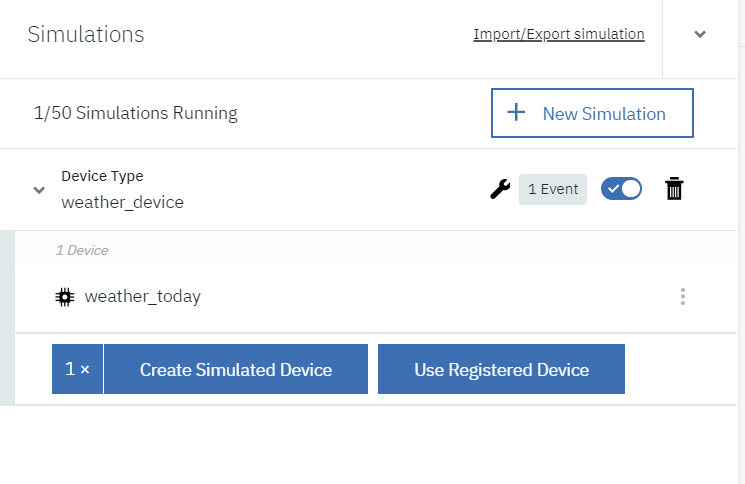 Simulations
Import/Export simulation
1/50 Simulations Running
+ New Simulation
Device Type
weather_device
1 Event
1 Device
weather_today
1 ×
Create Simulated Device
Use Registered Device